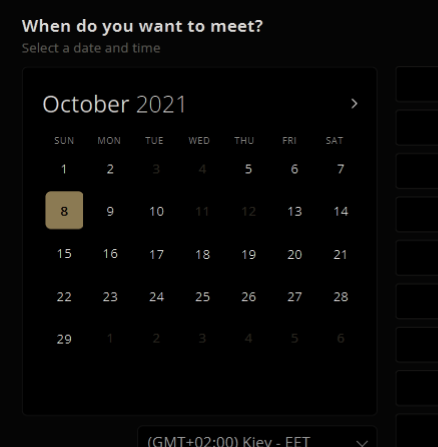 When do you want to meet?
Select a date and time
October 2021
SUN MON TUE WED THU FRI SAT
1 2 3 4 5 6 7
8 9 10 11 12 13 14
15 16 17 18 19 20 21
22 23 24 25 26 27 28
29 1 2 3 4 5 6
(GMT+02:00) Kiev - EET